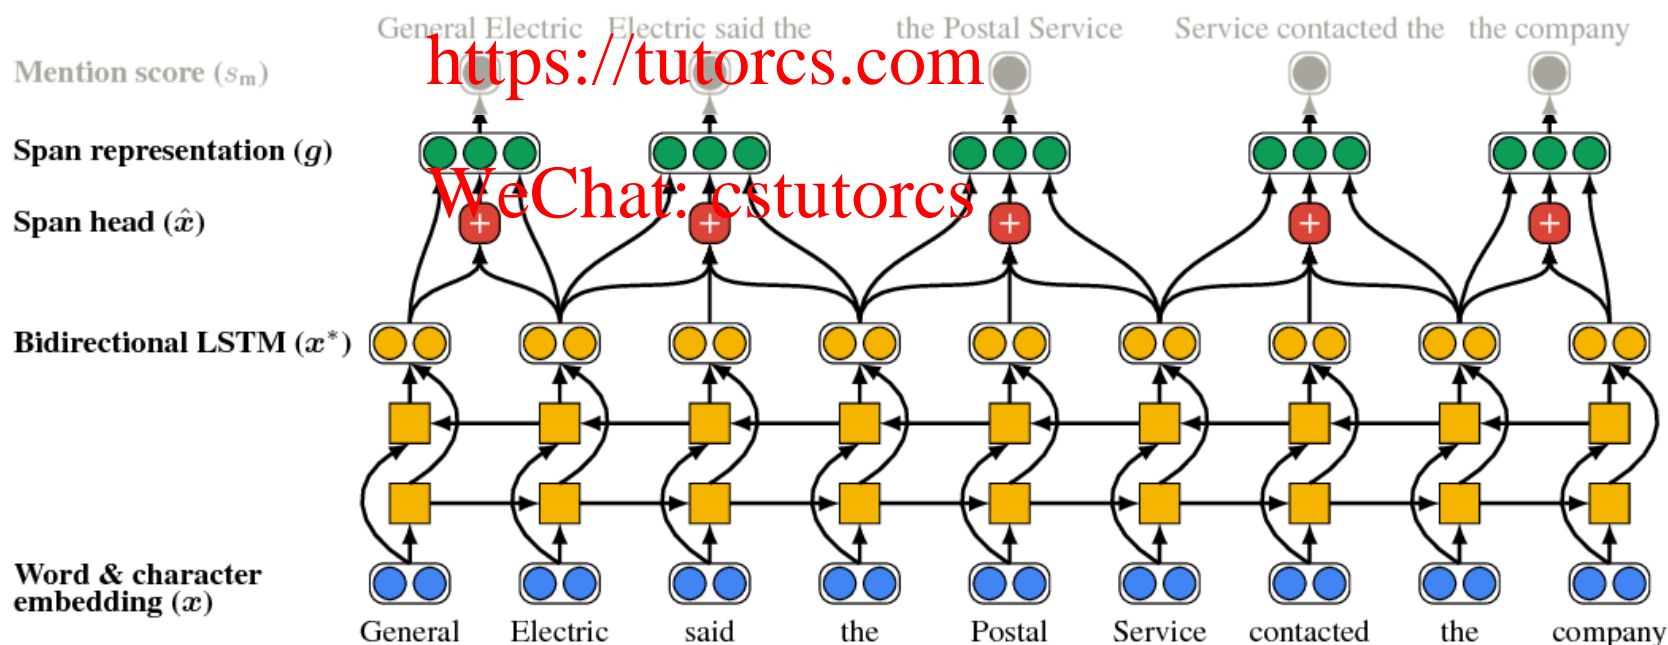 General Electric Electric said the the Postal Service Service contacted the the company
https://tutorcs.com
Mention score (sₘ)
Span representation (g)
WeChat: cstutorcs
Span head (x̂)
+ + + + +
Bidirectional LSTM (x*)
Word & character
embedding (x)
General Electric said the Postal Service contacted the company